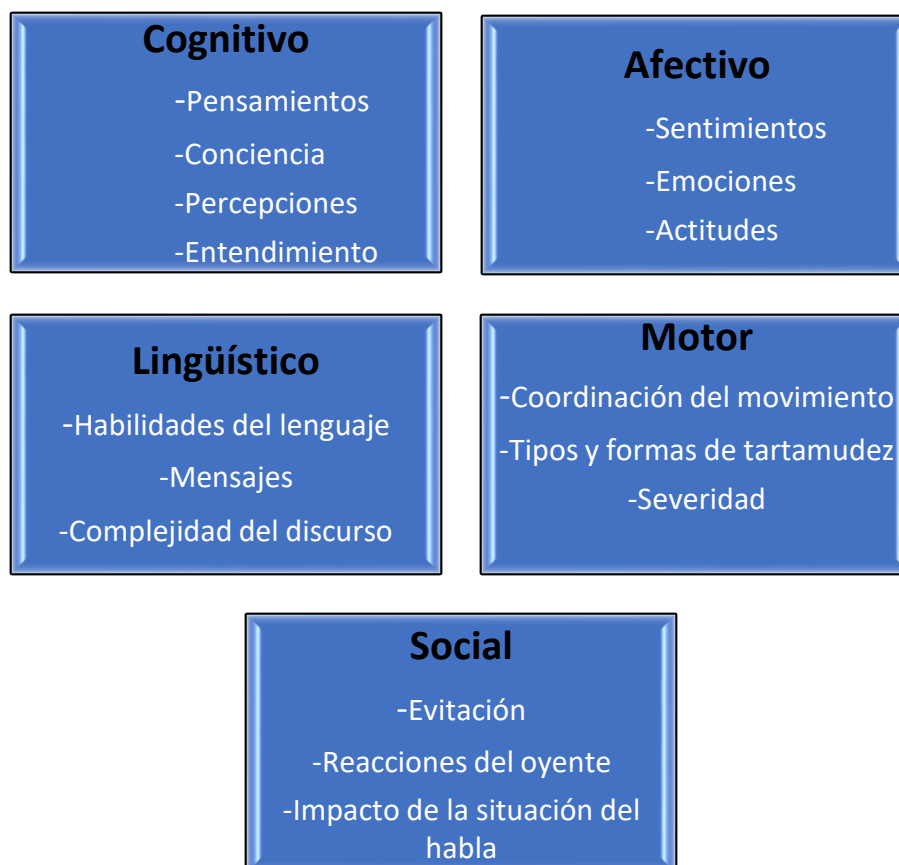 Cognitivo
-Pensamientos
-Conciencia
-Percepciones
-Entendimiento
Afectivo
-Sentimientos
-Emociones
-Actitudes
Lingüístico
-Habilidades del lenguaje
-Mensajes
-Complejidad del discurso
Motor
-Coordinación del movimiento
-Tipos y formas de tartamudez
-Severidad
Social
-Evitación
-Reacciones del oyente
-Impacto de la situación del
habla